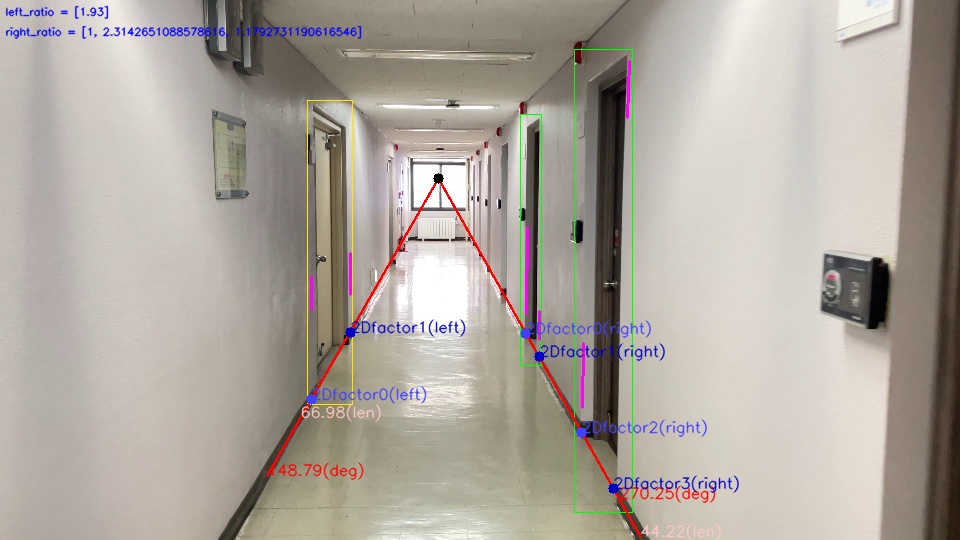 left_ratio = [1.93]
right_ratio = [1, 2.3142651088578616, 1.1792731190616546]
2Dfactor1(left)
2Dfactor0(right)
2Dfactor1(right)
2Dfactor0(left)
66.98(len)
2Dfactor2(right)
148.79(deg)
2Dfactor3(right)
270.25(deg)
44.22(len)